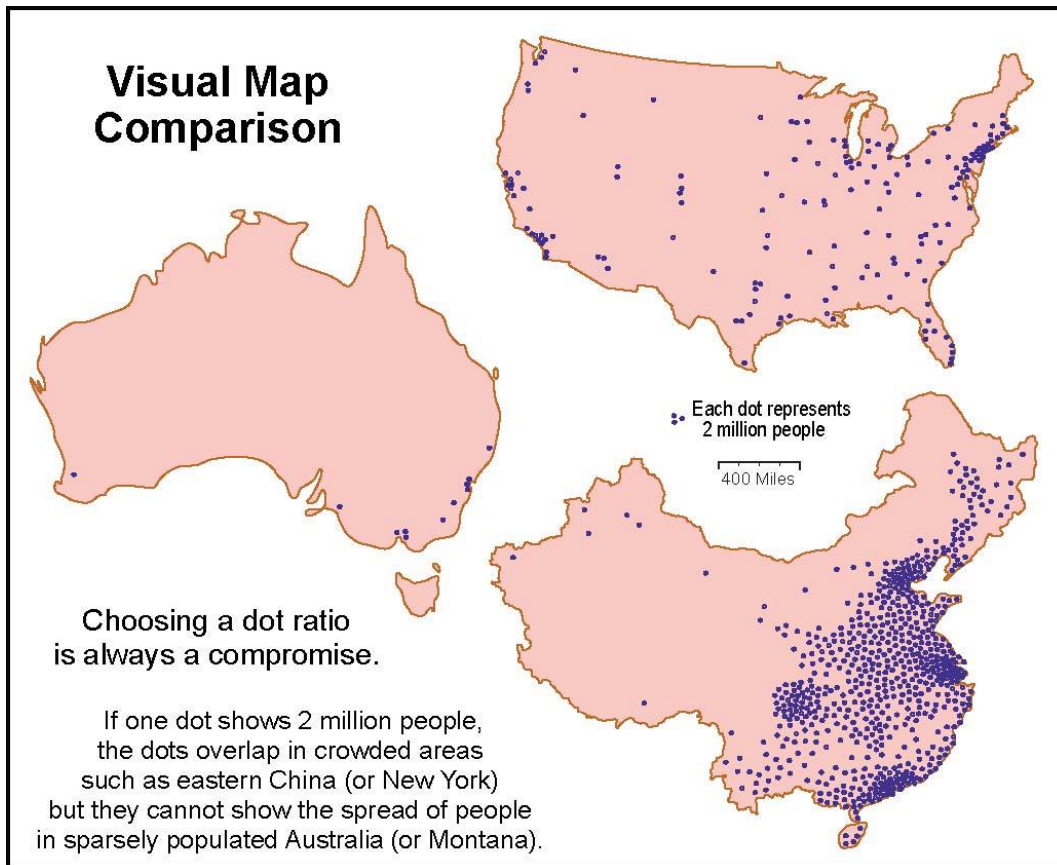 Visual Map
Comparison
Each dot represents
2 million people
400 Miles
Choosing a dot ratio
is always a compromise.
If one dot shows 2 million people,
the dots overlap in crowded areas
such as eastern China (or New York)
but they cannot show the spread of people
in sparsely populated Australia (or Montana).